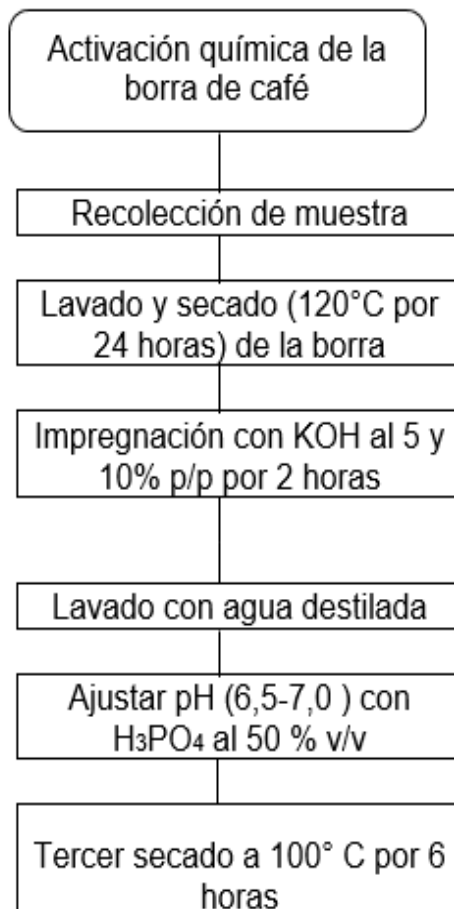 Activación química de la
borra de café
Recolección de muestra
Lavado y secado (120°C por
24 horas) de la borra
Impregnación con KOH al 5 y
10% p/p por 2 horas
Lavado con agua destilada
Ajustar pH (6,5-7,0 ) con
H₃PO₄ al 50 % v/v
Tercer secado a 100° C por 6
horas